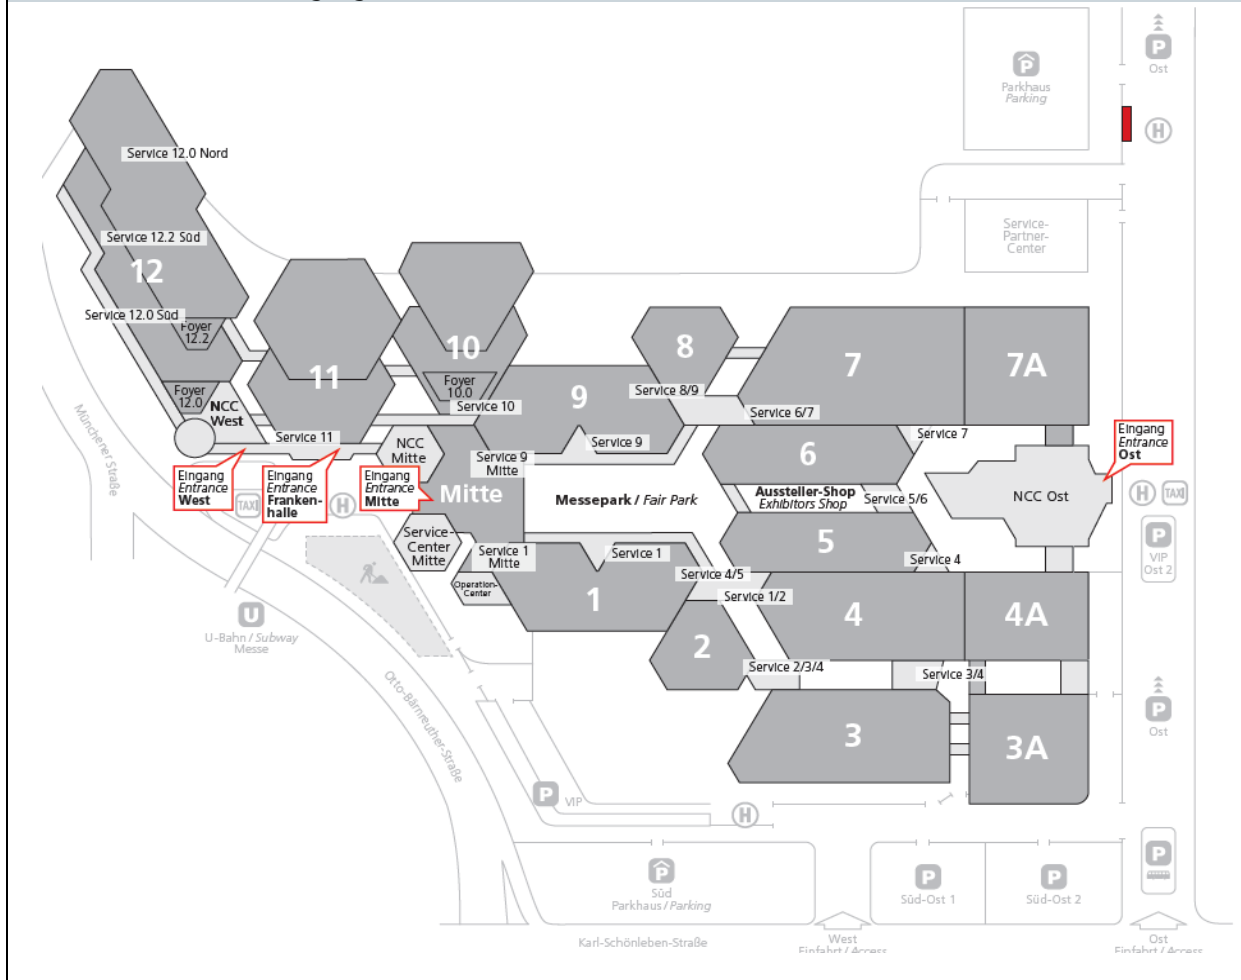 P
Ost
P
Parkhaus
Parking
H
Service 12.0 Nord
Service-
Partner-
Center
Service 12.2 Süd
12
Service 12.0 Süd
Foyer
12.2
11
10
8
7
7A
Foyer
10.0
Foyer
12.0
NCC
West
Service 10
9
Service 8/9
Service 6/7
Münchener Straße
Service 11
NCC
Mitte
Service 9
Service 9
Mitte
6
Service 7
Eingang
Entrance
Ost
Eingang
Entrance
West
Eingang
Entrance
Franken-
halle
Eingang
Entrance
Mitte
TAXI
H
Mitte
Messepark / Fair Park
Aussteller-Shop
Exhibitors Shop
Service 5/6
NCC Ost
H
TAXI
Service-
Center
Mitte
Service 1
Mitte
Service 1
5
Service 4
P
VIP
Ost 2
Operation-
Center
Service 4/5
Service 1/2
1
4
4A
U
U-Bahn / Subway
Messe
2
Service 2/3/4
Service 3/4
Otto-Bärnreuther-Straße
P
Ost
3
3A
P
VIP
H
P
P
Süd
Parkhaus / Parking
P
Süd-Ost 1
P
Süd-Ost 2
Karl-Schönleben-Straße
West
Einfahrt / Access
Ost
Einfahrt / Access